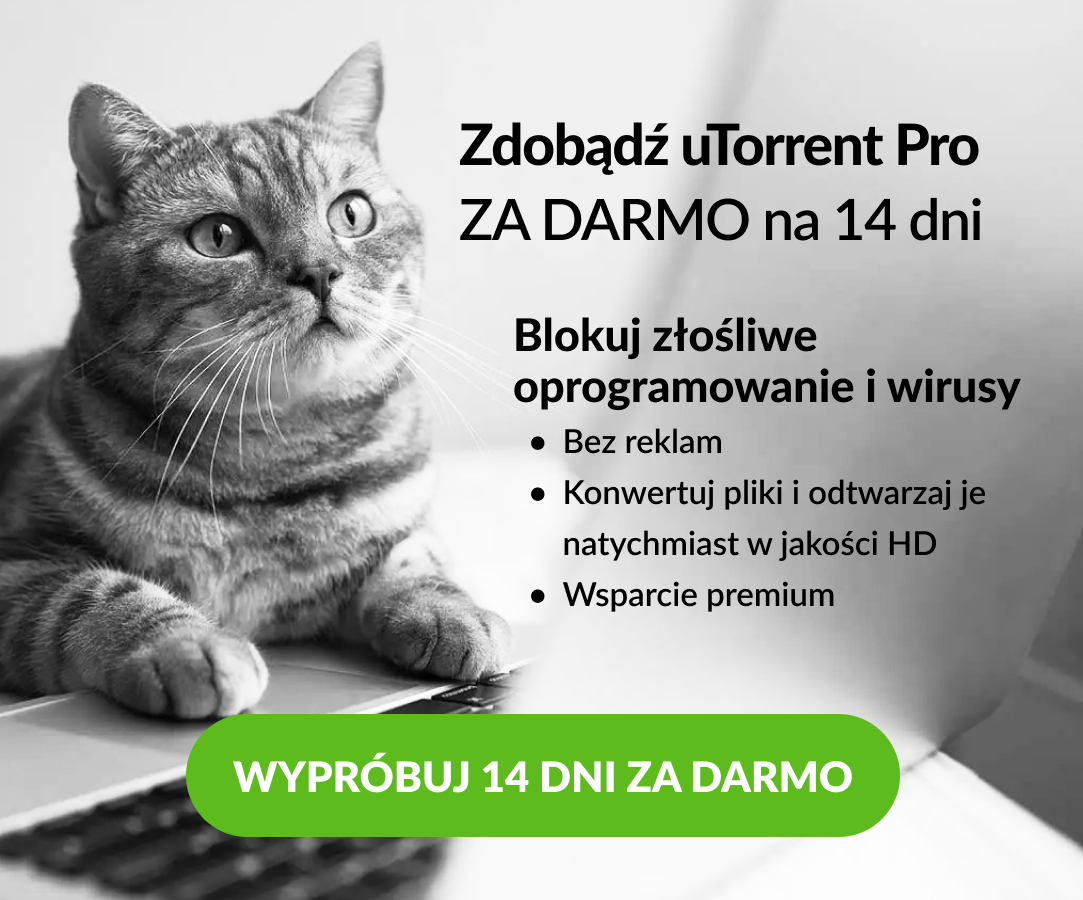 Zdobądź uTorrent Pro
ZA DARMO na 14 dni
Blokuj złośliwe
oprogramowanie i wirusy
• Bez reklam
• Konwertuj pliki i odtwarzaj je
natychmiast w jakości HD
• Wsparcie premium
WYPRÓBUJ 14 DNI ZA DARMO